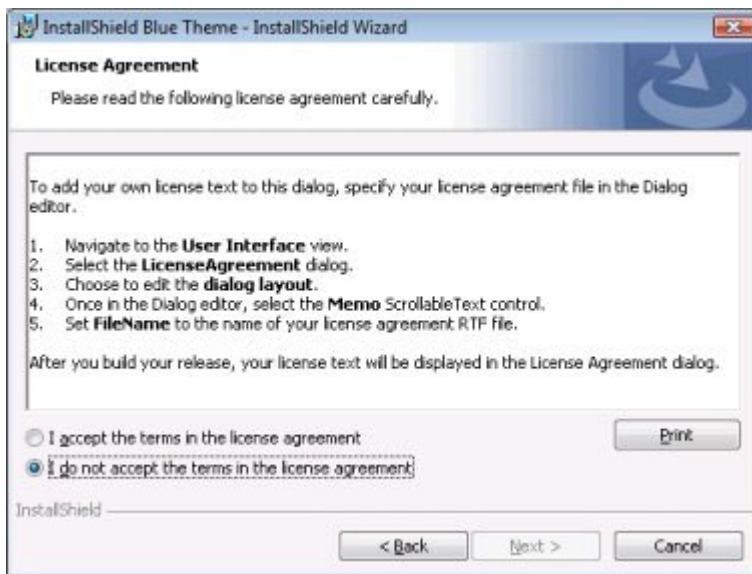 InstallShield Blue Theme - InstallShield Wizard
License Agreement
Please read the following license agreement carefully.
To add your own license text to this dialog, specify your license agreement file in the Dialog
editor.
1. Navigate to the User Interface view.
2. Select the LicenseAgreement dialog.
3. Choose to edit the dialog layout.
4. Once in the Dialog editor, select the Memo ScrollableText control.
5. Set FileName to the name of your license agreement RTF file.
After you build your release, your license text will be displayed in the License Agreement dialog.
I accept the terms in the license agreement
Print
I do not accept the terms in the license agreement
InstallShield
< Back Next > Cancel